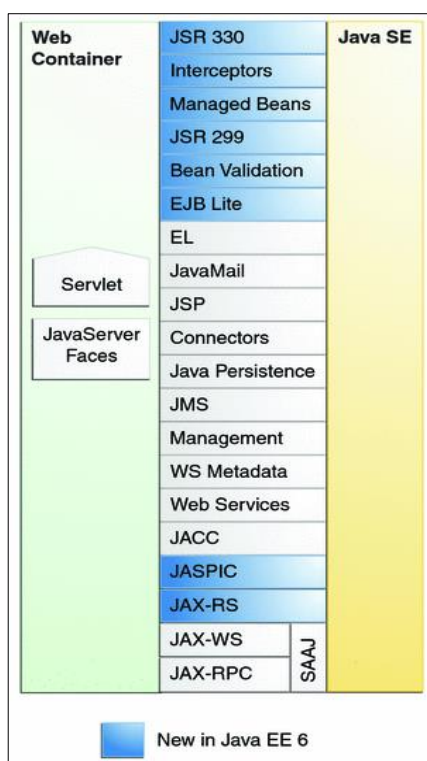 Web
Container
Servlet
JavaServer
Faces
JSR 330
Interceptors
Managed Beans
JSR 299
Bean Validation
EJB Lite
EL
JavaMail
JSP
Connectors
Java Persistence
JMS
Management
WS Metadata
Web Services
JACC
JASPIC
JAX-RS
JAX-WS
JAX-RPC
SAAJ
Java SE
New in Java EE 6